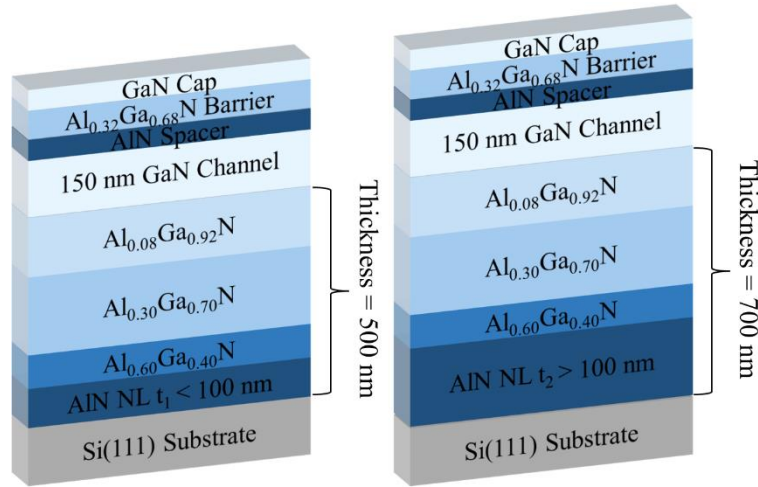 GaN Cap
Al0.32Ga0.68N Barrier
AlN Spacer
150 nm GaN Channel
Al0.08Ga0.92N
Al0.30Ga0.70N
Al0.60Ga0.40N
AlN NL t1 < 100 nm
Si(111) Substrate
Thickness = 500 nm
GaN Cap
Al0.32Ga0.68N Barrier
AlN Spacer
150 nm GaN Channel
Al0.08Ga0.92N
Al0.30Ga0.70N
Al0.60Ga0.40N
AlN NL t2 > 100 nm
Si(111) Substrate
Thickness = 700 nm